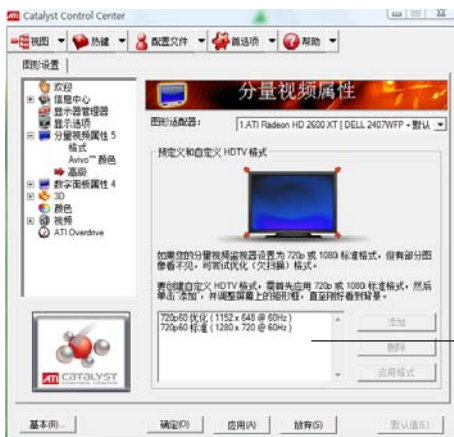 Catalyst Control Center
视图 热键 配置文件 首选项 帮助
图形设置
欢迎
信息中心
显示器管理器
显示选项
分量视频属性 5
格式
Avivo™ 颜色
高级
数字面板属性 4
3D
颜色
视频
ATI Overdrive
分量视频属性
图形适配器:
1.ATI Radeon HD 2600 XT [ DELL 2407WFP - 默认
预定义和自定义 HDTV 格式
如果您的分量视频监视器设置为 720p 或 1080i 标准格式，但有部分图
像看不见，可尝试优化（欠扫描）格式。
要创建自定义 HDTV 格式，需首先应用 720p 或 1080i 标准格式，然后
单击“添加”，并调整屏幕上的矩形框，直至刚好看到背景。
720p60 优化 ( 1152 x 648 @ 60Hz )
720p60 标准 ( 1280 x 720 @ 60Hz )
添加
删除
应用格式
ATI CATALYST
CONTROL CENTER
基本(B)... 确定(O) 应用(A) 放弃(S) 默认值(E)